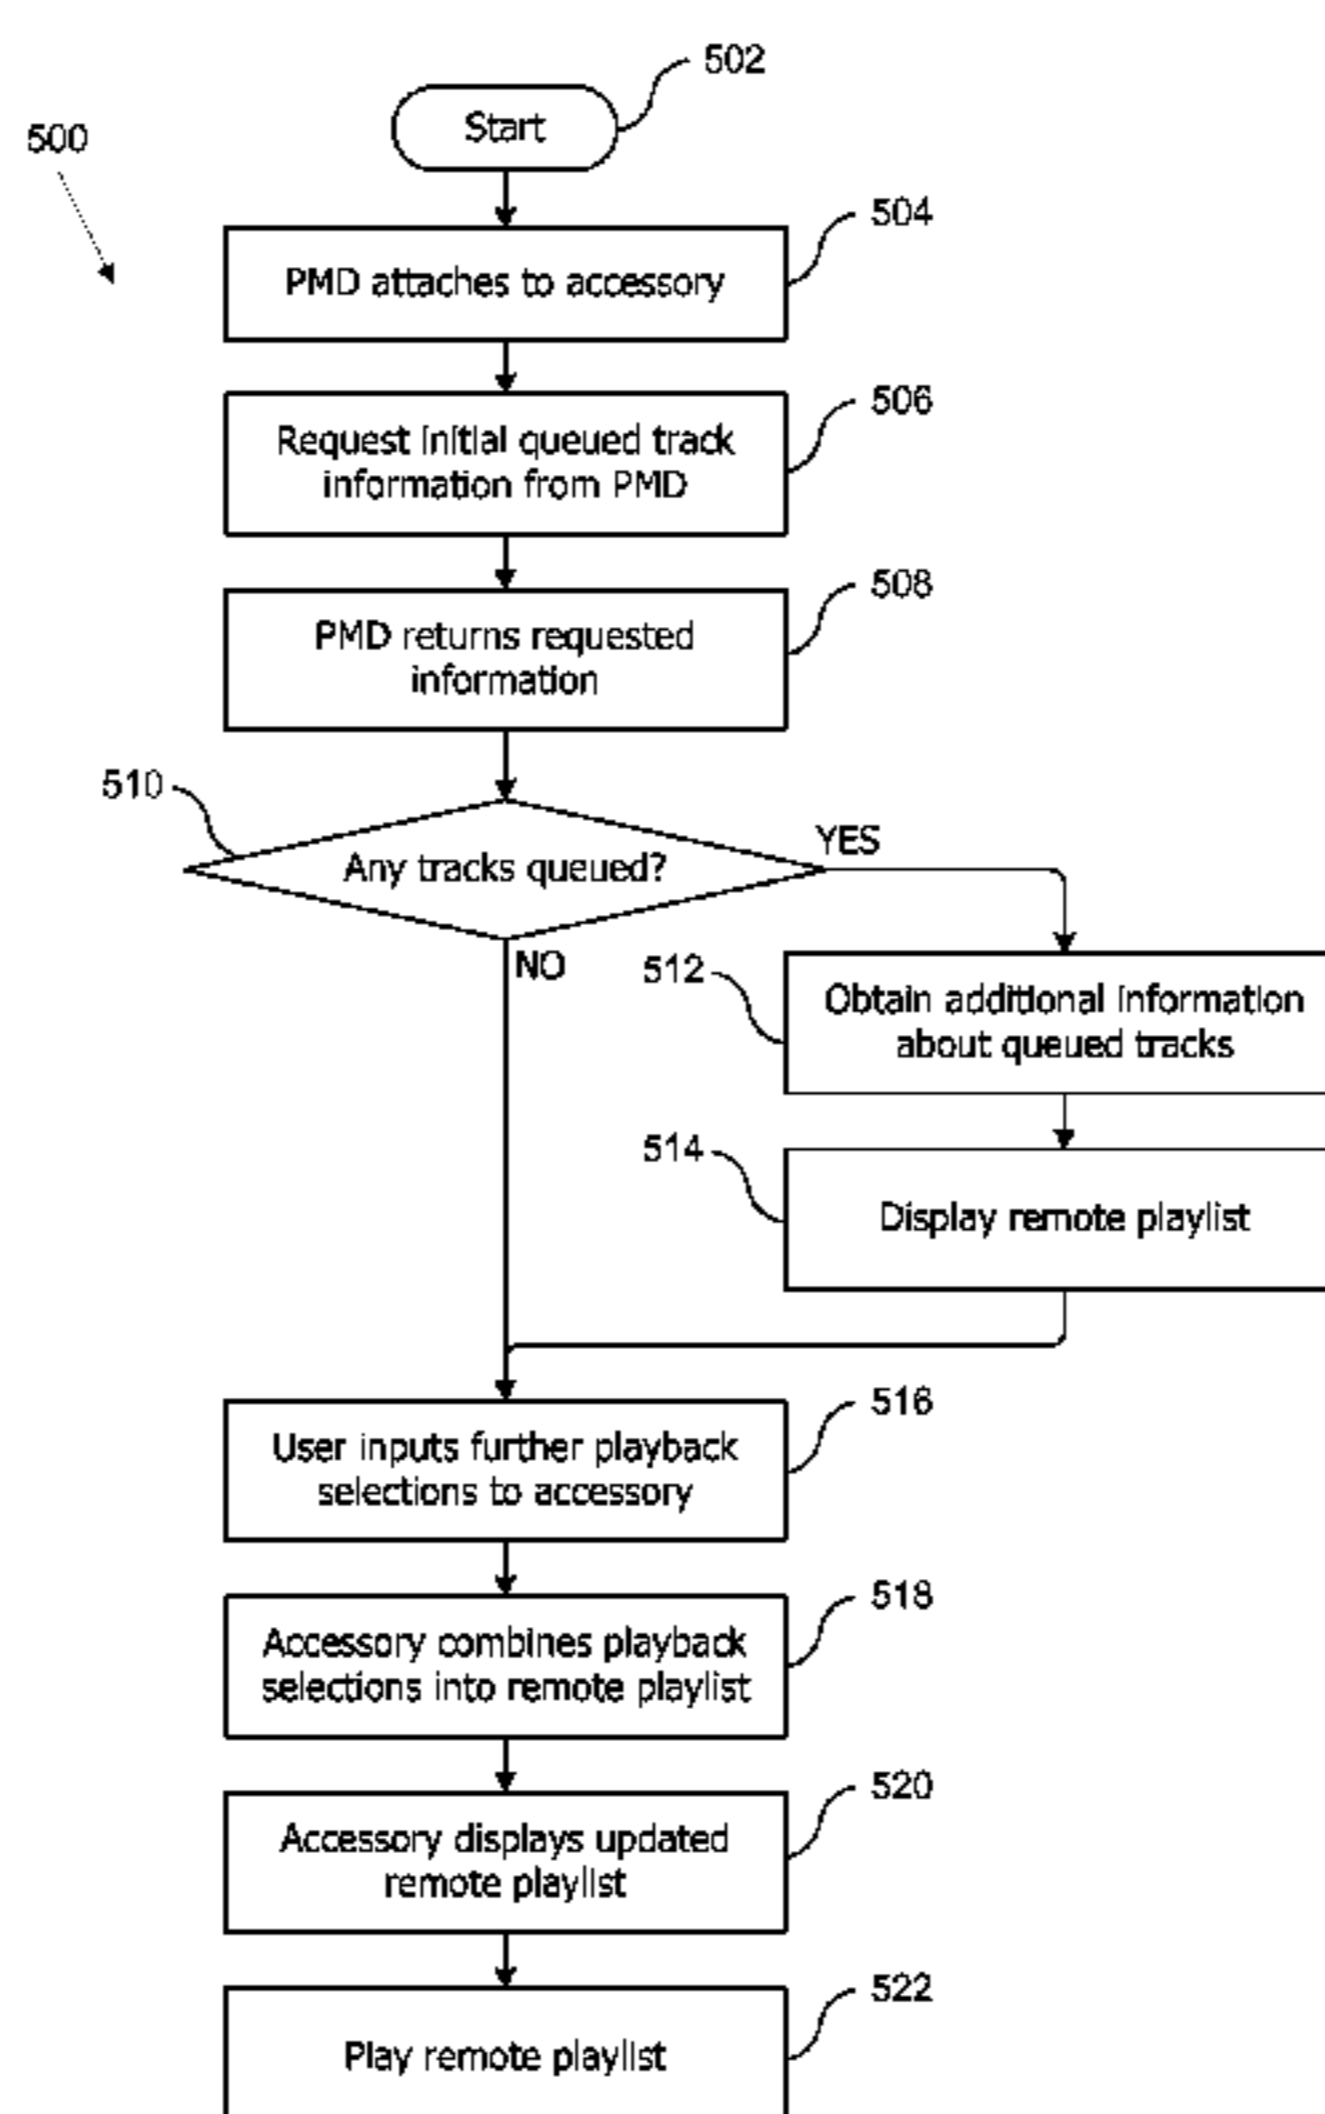 502
Start
500
504
PMD attaches to accessory
506
Request initial queued track
information from PMD
508
PMD returns requested
information
510
Any tracks queued?
YES
NO
512
Obtain additional information
about queued tracks
514
Display remote playlist
516
User inputs further playback
selections to accessory
518
Accessory combines playback
selections into remote playlist
520
Accessory displays updated
remote playlist
522
Play remote playlist